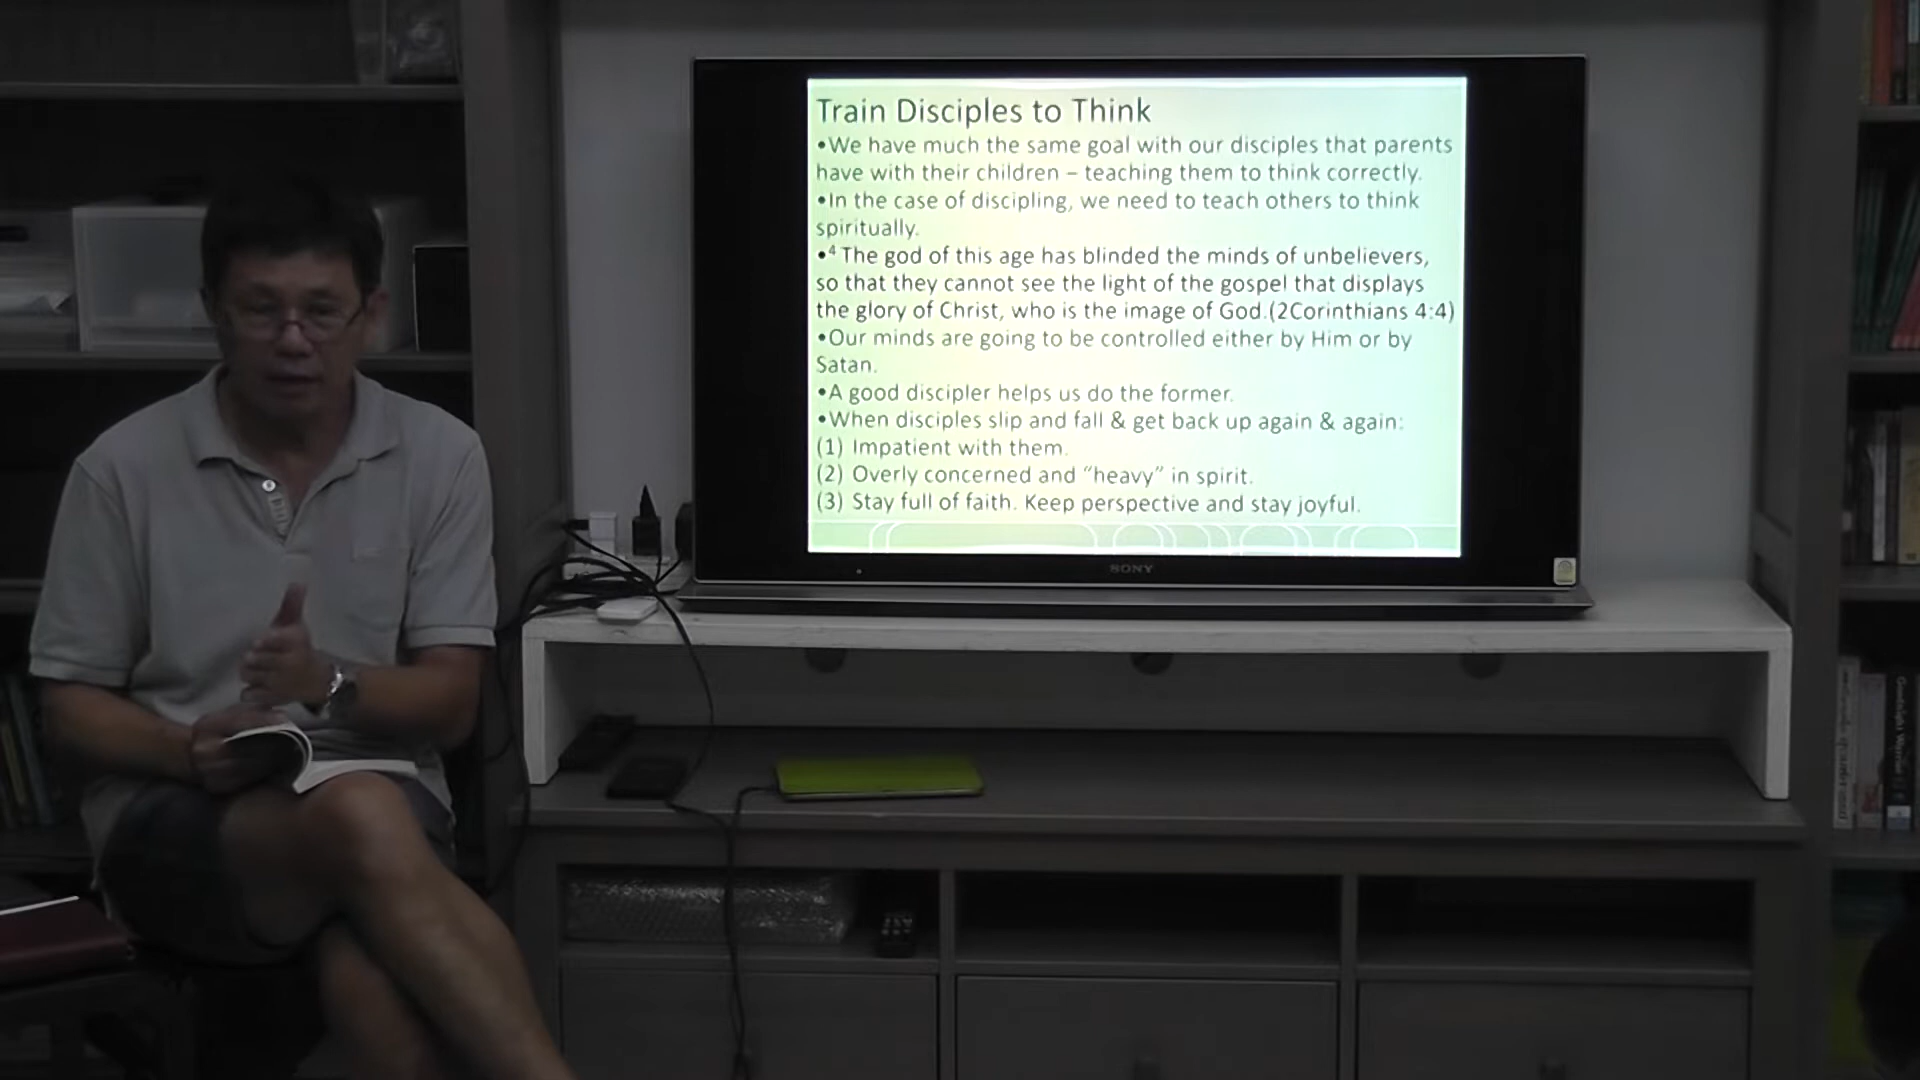 Train Disciples to Think
•We have much the same goal with our disciples that parents
have with their children – teaching them to think correctly.
•In the case of discipling, we need to teach others to think
spiritually.
•⁴ The god of this age has blinded the minds of unbelievers,
so that they cannot see the light of the gospel that displays
the glory of Christ, who is the image of God.(2Corinthians 4:4)
•Our minds are going to be controlled either by Him or by
Satan.
•A good discipler helps us do the former.
•When disciples slip and fall & get back up again & again:
(1) Impatient with them.
(2) Overly concerned and “heavy” in spirit.
(3) Stay full of faith. Keep perspective and stay joyful.
SONY